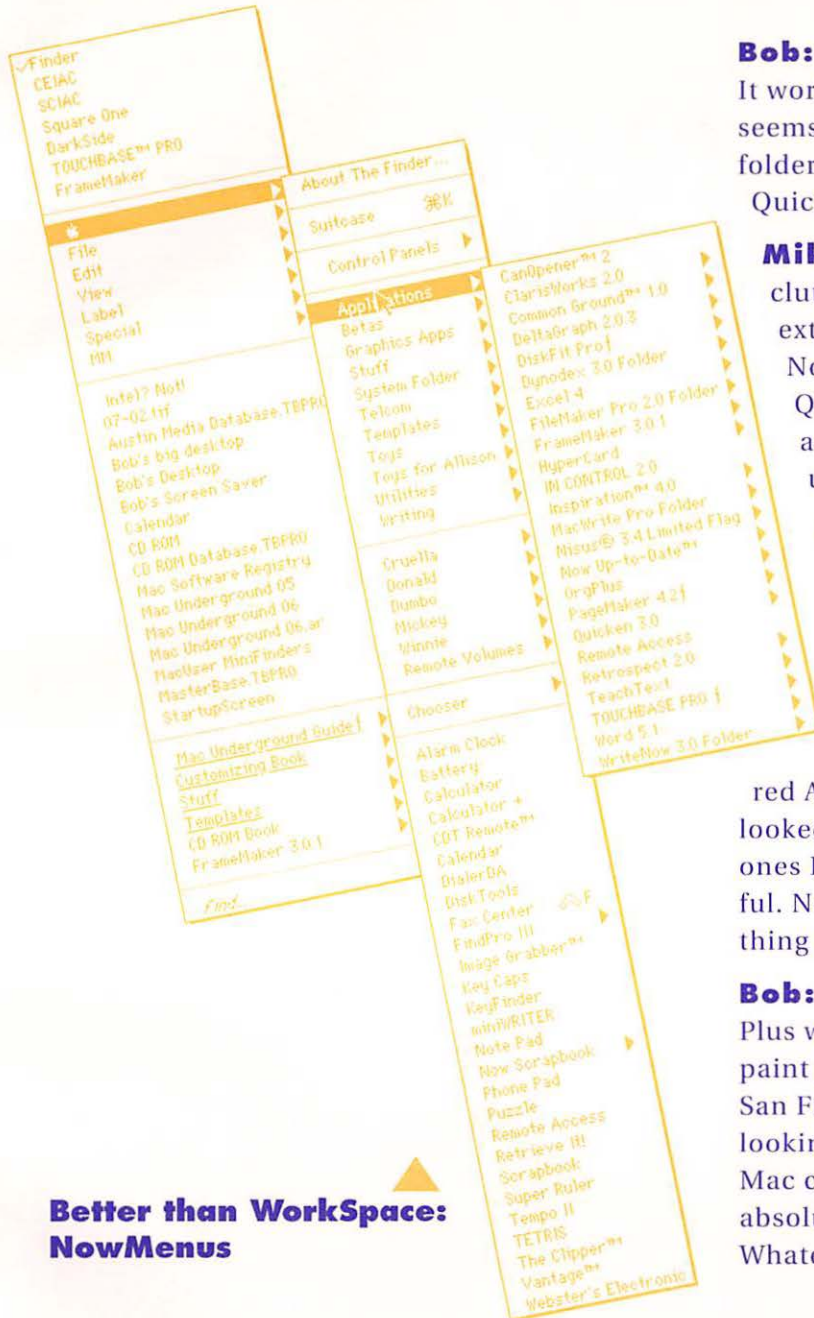 Finder
CEIAC
SCIAC
Square One
DarkSide
TOUCHBASE™ PRO
FrameMaker
File
Edit
View
Label
Special
MM
Intel? Not!
07-02.tif
Austin Media Database.TBPRO
Bob's big desktop
Bob's Desktop
Bob's Screen Saver
Calendar
CD ROM
CD ROM Database.TBPRO
Mac Software Registry
Mac Underground 05
Mac Underground 06
Mac Underground 06.ar
MacUser MiniFinders
MasterBase.TBPRO
StartupScreen
Mac Underground Guide ƒ
Customizing Book
Stuff
Templates
CD ROM Book
FrameMaker 3.0.1
Find...
About The Finder...
Suitcase ⌘K
Control Panels
Applications
Betas
Graphics Apps
Stuff
System Folder
Telcom
Templates
Toys
Toys for Allison
Utilities
Writing
Cruella
Donald
Dumbo
Mickey
Winnie
Remote Volumes
Chooser
Alarm Clock
Battery
Calculator
Calculator +
CDT Remote™
Calendar
DialerDA
DiskTools
Fax Center F
FindPro III
Image Grabber™
Key Caps
KeyFinder
miniWRITER
Note Pad
Now Scrapbook
Phone Pad
Puzzle
Remote Access
Retrieve It!
Scrapbook
Super Ruler
Tempo II
TETRIS
The Clipper™
Vantage™
Webster's Electronic
CanOpener™ 2
ClarisWorks 2.0
Common Ground™ 1.0
DeltaGraph 2.0.3
DiskFit Pro ƒ
Dynodex 3.0 Folder
Excel 4
FileMaker Pro 2.0 Folder
FrameMaker 3.0.1
HyperCard
IN CONTROL 2.0
Inspiration™ 4.0
MacWrite Pro Folder
Nisus® 3.4 Limited Flag
Now Up-to-Date™
OrgPlus
PageMaker 4.2 ƒ
Quicken 3.0
Remote Access
Retrospect 2.0
TeachText
TOUCHBASE PRO ƒ
Word 5.1
WriteNow 3.0 Folder
Better than WorkSpace:
NowMenus
Bob:
It wor
seems
folder
Quic
Mil
clu
ext
No
Q
a
u
red A
looke
ones
ful. N
thing
Bob:
Plus w
paint
San F
lookin
Mac c
absolu
Whate